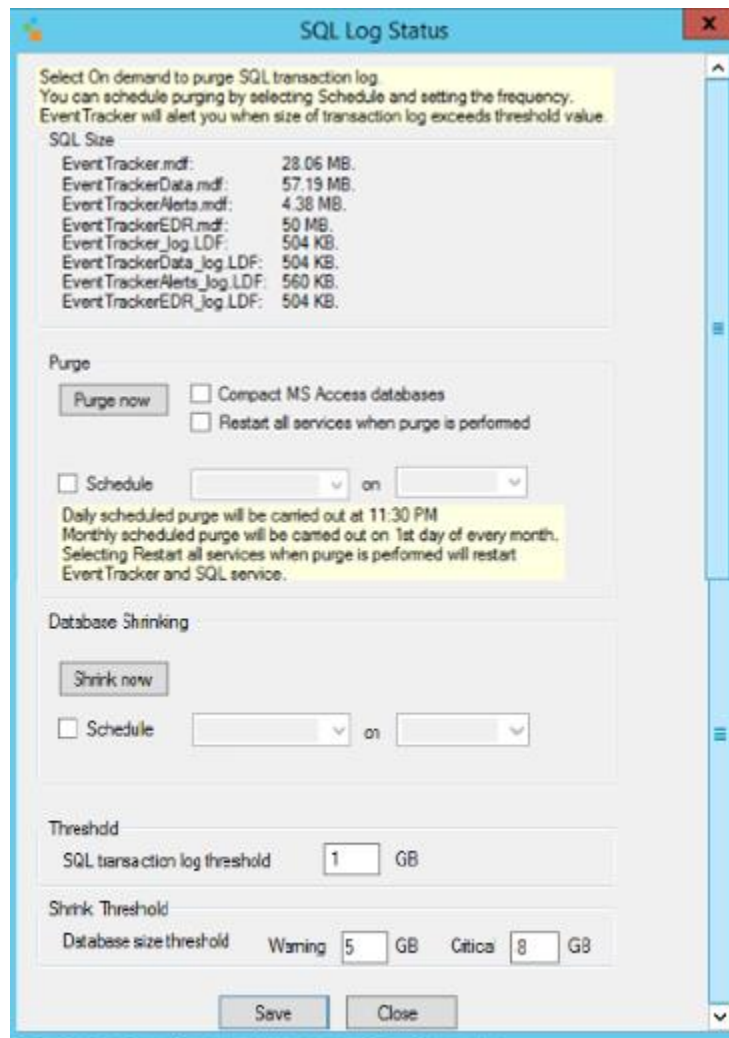 SQL Log Status
Select On demand to purge SQL transaction log.
You can schedule purging by selecting Schedule and setting the frequency.
EventTracker will alert you when size of transaction log exceeds threshold value.
SQL Size
EventTracker.mdf: 28.06 MB.
EventTrackerData.mdf: 57.19 MB.
EventTrackerAlerts.mdf: 4.38 MB.
EventTrackerEDR.mdf: 50 MB.
EventTracker_log.LDF: 504 KB.
EventTrackerData_log.LDF: 504 KB.
EventTrackerAlerts_log.LDF: 560 KB.
EventTrackerEDR_log.LDF: 504 KB.
Purge
Purge now
Compact MS Access databases
Restart all services when purge is performed
Schedule on
Daily scheduled purge will be carried out at 11:30 PM
Monthly scheduled purge will be carried out on 1st day of every month.
Selecting Restart all services when purge is performed will restart
EventTracker and SQL service.
Database Shrinking
Shrink now
Schedule on
Threshold
SQL transaction log threshold 1 GB
Shrink Threshold
Database size threshold Warning 5 GB Critical 8 GB
Save Close